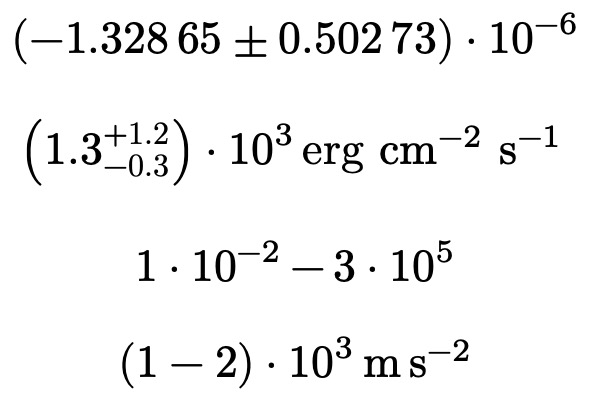 (−1.328 65 ± 0.502 73) · 10⁻⁶
(1.3⁺¹·²₋₀.₃) · 10³ erg cm⁻² s⁻¹
1 · 10⁻² – 3 · 10⁵
(1 – 2) · 10³ m s⁻²